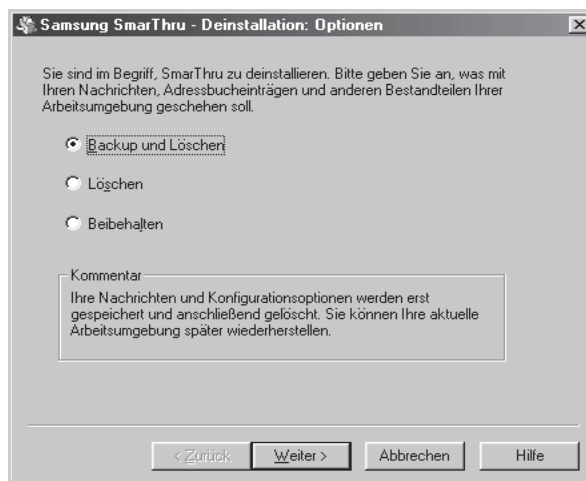 Samsung SmarThru - Deinstallation: Optionen
Sie sind im Begriff, SmarThru zu deinstallieren. Bitte geben Sie an, was mit
Ihren Nachrichten, Adressbucheinträgen und anderen Bestandteilen Ihrer
Arbeitsumgebung geschehen soll.
Backup und Löschen
Löschen
Beibehalten
Kommentar
Ihre Nachrichten und Konfigurationsoptionen werden erst
gespeichert und anschließend gelöscht. Sie können Ihre aktuelle
Arbeitsumgebung später wiederherstellen.
< Zurück
Weiter >
Abbrechen
Hilfe